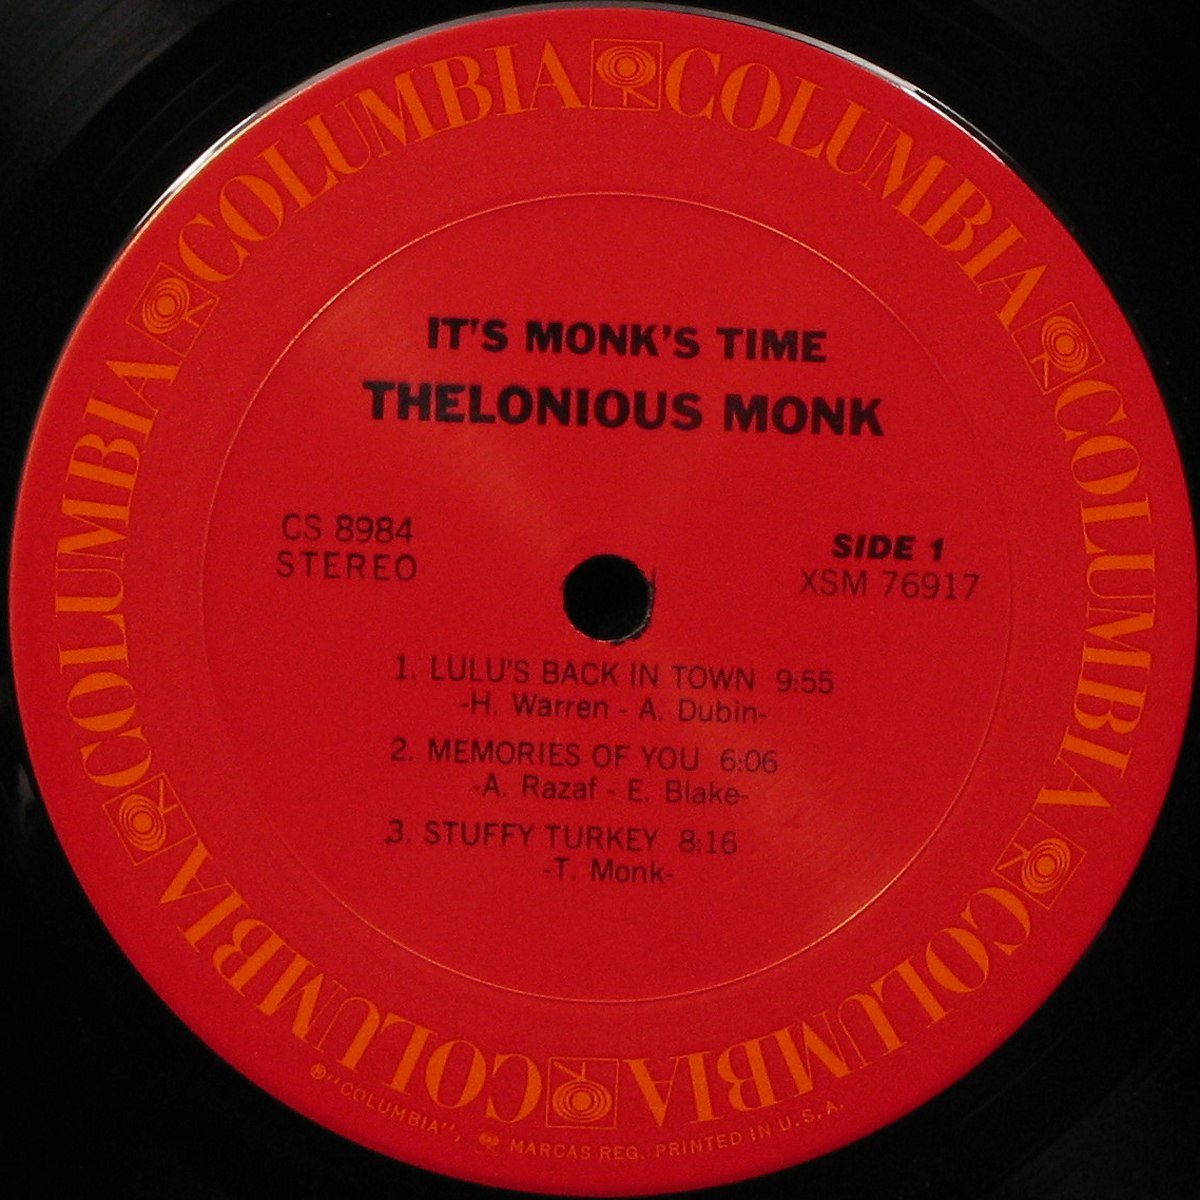 COLUMBIA COLUMBIA COLUMBIA COLUMBIA COLUMBIA COLUMBIA
IT'S MONK'S TIME
THELONIOUS MONK
CS 8984
STEREO
SIDE 1
XSM 76917
1. LULU'S BACK IN TOWN 9:55
-H. Warren - A. Dubin-
2. MEMORIES OF YOU 6:06
-A. Razaf - E. Blake-
3. STUFFY TURKEY 8:16
-T. Monk-
®"COLUMBIA", MARCAS REG. PRINTED IN U.S.A.